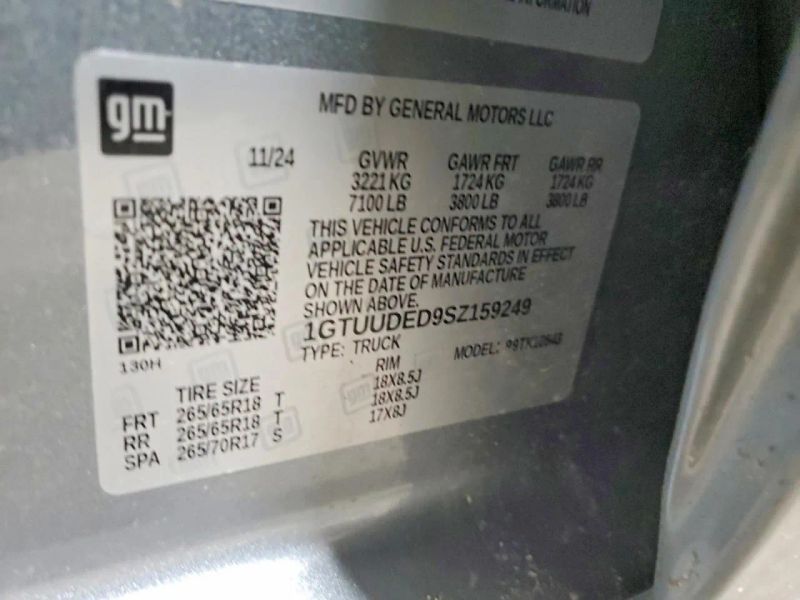 INFORMATION
gm
MFD BY GENERAL MOTORS LLC
11/24 GVWR GAWR FRT GAWR RR
3221 KG 1724 KG 1724 KG
7100 LB 3800 LB 3800 LB
THIS VEHICLE CONFORMS TO ALL
APPLICABLE U.S. FEDERAL MOTOR
VEHICLE SAFETY STANDARDS IN EFFECT
ON THE DATE OF MANUFACTURE
SHOWN ABOVE.
1GTUUDED9SZ159249
TYPE: TRUCK MODEL:
130H
TIRE SIZE RIM
FRT 265/65R18 T 18X8.5J
RR 265/65R18 T 18X8.5J
SPA 265/70R17 S 17X8J